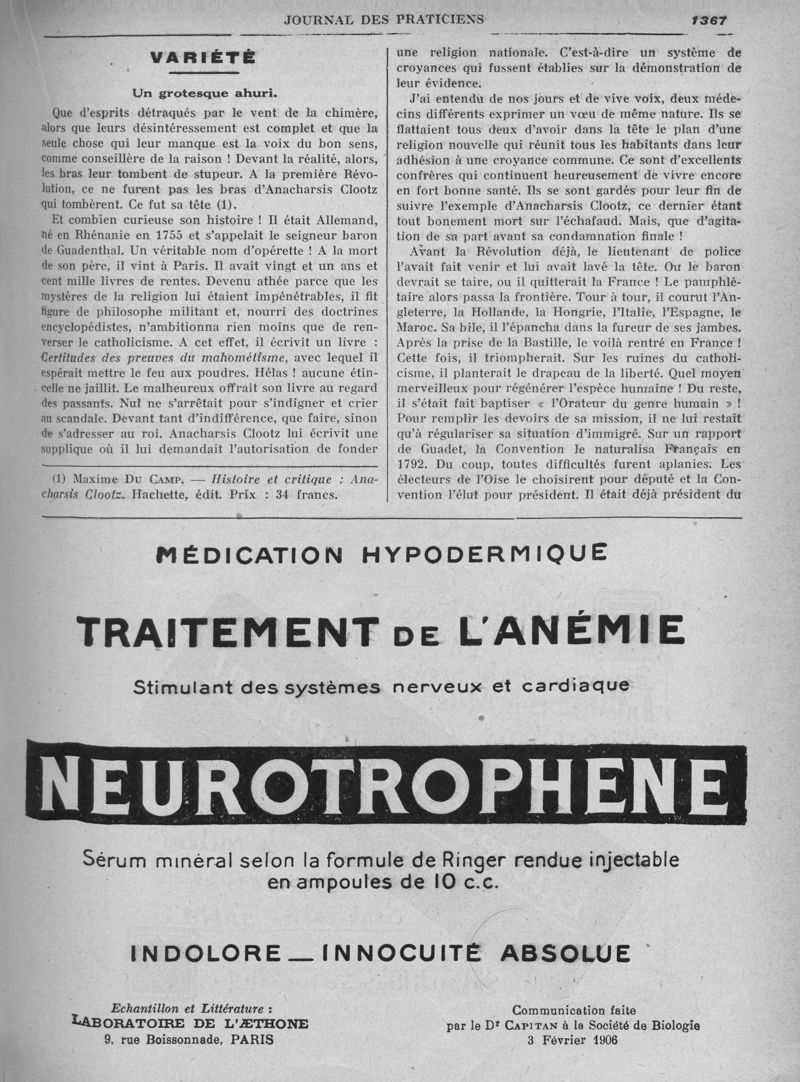 JOURNAL DES PRATICIENS 1367
VARIÉTÉ
Un grotesque ahuri.
Que d'esprits détraqués par le vent de la chimère,
alors que leurs désintéressement est complet et que la
seule chose qui leur manque est la voix du bon sens,
comme conseillère de la raison ! Devant la réalité, alors,
les bras leur tombent de stupeur. A la première Révo-
lution, ce ne furent pas les bras d'Anacharsis Clootz
qui tombèrent. Ce fut sa tête (1).
Et combien curieuse son histoire ! Il était Allemand,
né en Rhénanie en 1755 et s'appelait le seigneur baron
de Guadenthal. Un véritable nom d'opérette ! A la mort
de son père, il vint à Paris. Il avait vingt et un ans et
cent mille livres de rentes. Devenu athée parce que les
mystères de la religion lui étaient impénétrables, il fit
figure de philosophe militant et, nourri des doctrines
encyclopédistes, n'ambitionna rien moins que de ren-
verser le catholicisme. A cet effet, il écrivit un livre :
Certitudes des preuves du mahométisme, avec lequel il
espérait mettre le feu aux poudres. Hélas ! aucune étin-
celle ne jaillit. Le malheureux offrait son livre au regard
des passants. Nul ne s'arrêtait pour s'indigner et crier
au scandale. Devant tant d'indifférence, que faire, sinon
de s'adresser au roi. Anacharsis Clootz lui écrivit une
supplique où il lui demandait l'autorisation de fonder
(1) Maxime DU CAMP. — Histoire et critique : Ana-
charsis Clootz. Hachette, édit. Prix : 34 francs.
une religion nationale. C'est-à-dire un système de
croyances qui fussent établies sur la démonstration de
leur évidence.
J'ai entendu de nos jours et de vive voix, deux méde-
cins différents exprimer un vœu de même nature. Ils se
flattaient tous deux d'avoir dans la tête le plan d'une
religion nouvelle qui réunit tous les habitants dans leur
adhésion à une croyance commune. Ce sont d'excellents
confrères qui continuent heureusement de vivre encore
en fort bonne santé. Ils se sont gardés pour leur fin de
suivre l'exemple d'Anacharsis Clootz, ce dernier étant
tout bonement mort sur l'échafaud. Mais, que d'agita-
tion de sa part avant sa condamnation finale !
Avant la Révolution déjà, le lieutenant de police
l'avait fait venir et lui avait lavé la tête. Ou le baron
devrait se taire, ou il quitterait la France ! Le pamphlé-
taire alors passa la frontière. Tour à tour, il courut l'An-
gleterre, la Hollande, la Hongrie, l'Italie, l'Espagne, le
Maroc. Sa bile, il l'épancha dans la fureur de ses jambes.
Après la prise de la Bastille, le voilà rentré en France !
Cette fois, il triompherait. Sur les ruines du catholi-
cisme, il planterait le drapeau de la liberté. Quel moyen
merveilleux pour régénérer l'espèce humaine ! Du reste,
il s'était fait baptiser « l'Orateur du genre humain » !
Pour remplir les devoirs de sa mission, il ne lui restait
qu'à régulariser sa situation d'immigré. Sur un rapport
de Guadet, la Convention le naturalisa Français en
1792. Du coup, toutes difficultés furent aplanies. Les
électeurs de l'Oise le choisirent pour député et la Con-
vention l'élut pour président. Il était déjà président du
MÉDICATION HYPODERMIQUE
TRAITEMENT DE L'ANÉMIE
Stimulant des systèmes nerveux et cardiaque
NEUROTROPHENE
Sérum minéral selon la formule de Ringer rendue injectable
en ampoules de 10 c.c.
INDOLORE — INNOCUITÉ ABSOLUE
Echantillon et Littérature :
LABORATOIRE DE L'ÆTHONE
9, rue Boissonnade, PARIS
Communication faite
par le Dr CAPITAN à la Société de Biologie
3 Février 1906